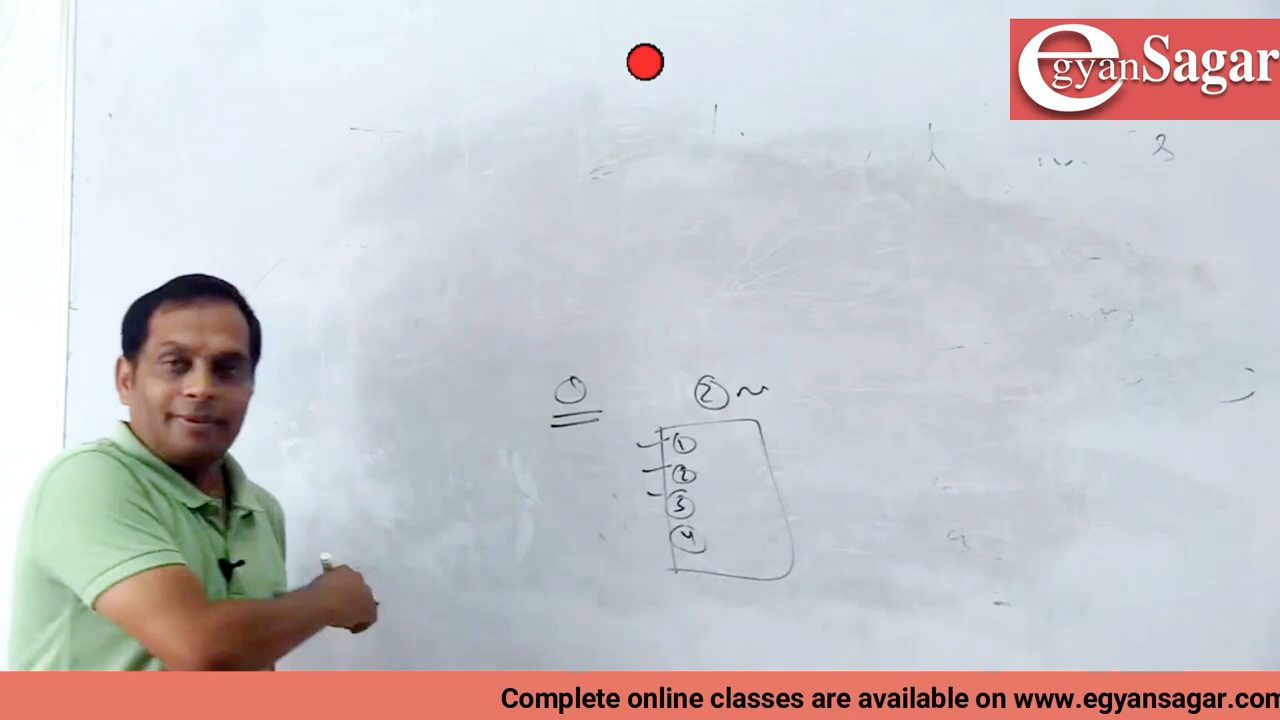 egyanSagar
① ②
①
②
③
④
Complete online classes are available on www.egyansagar.com